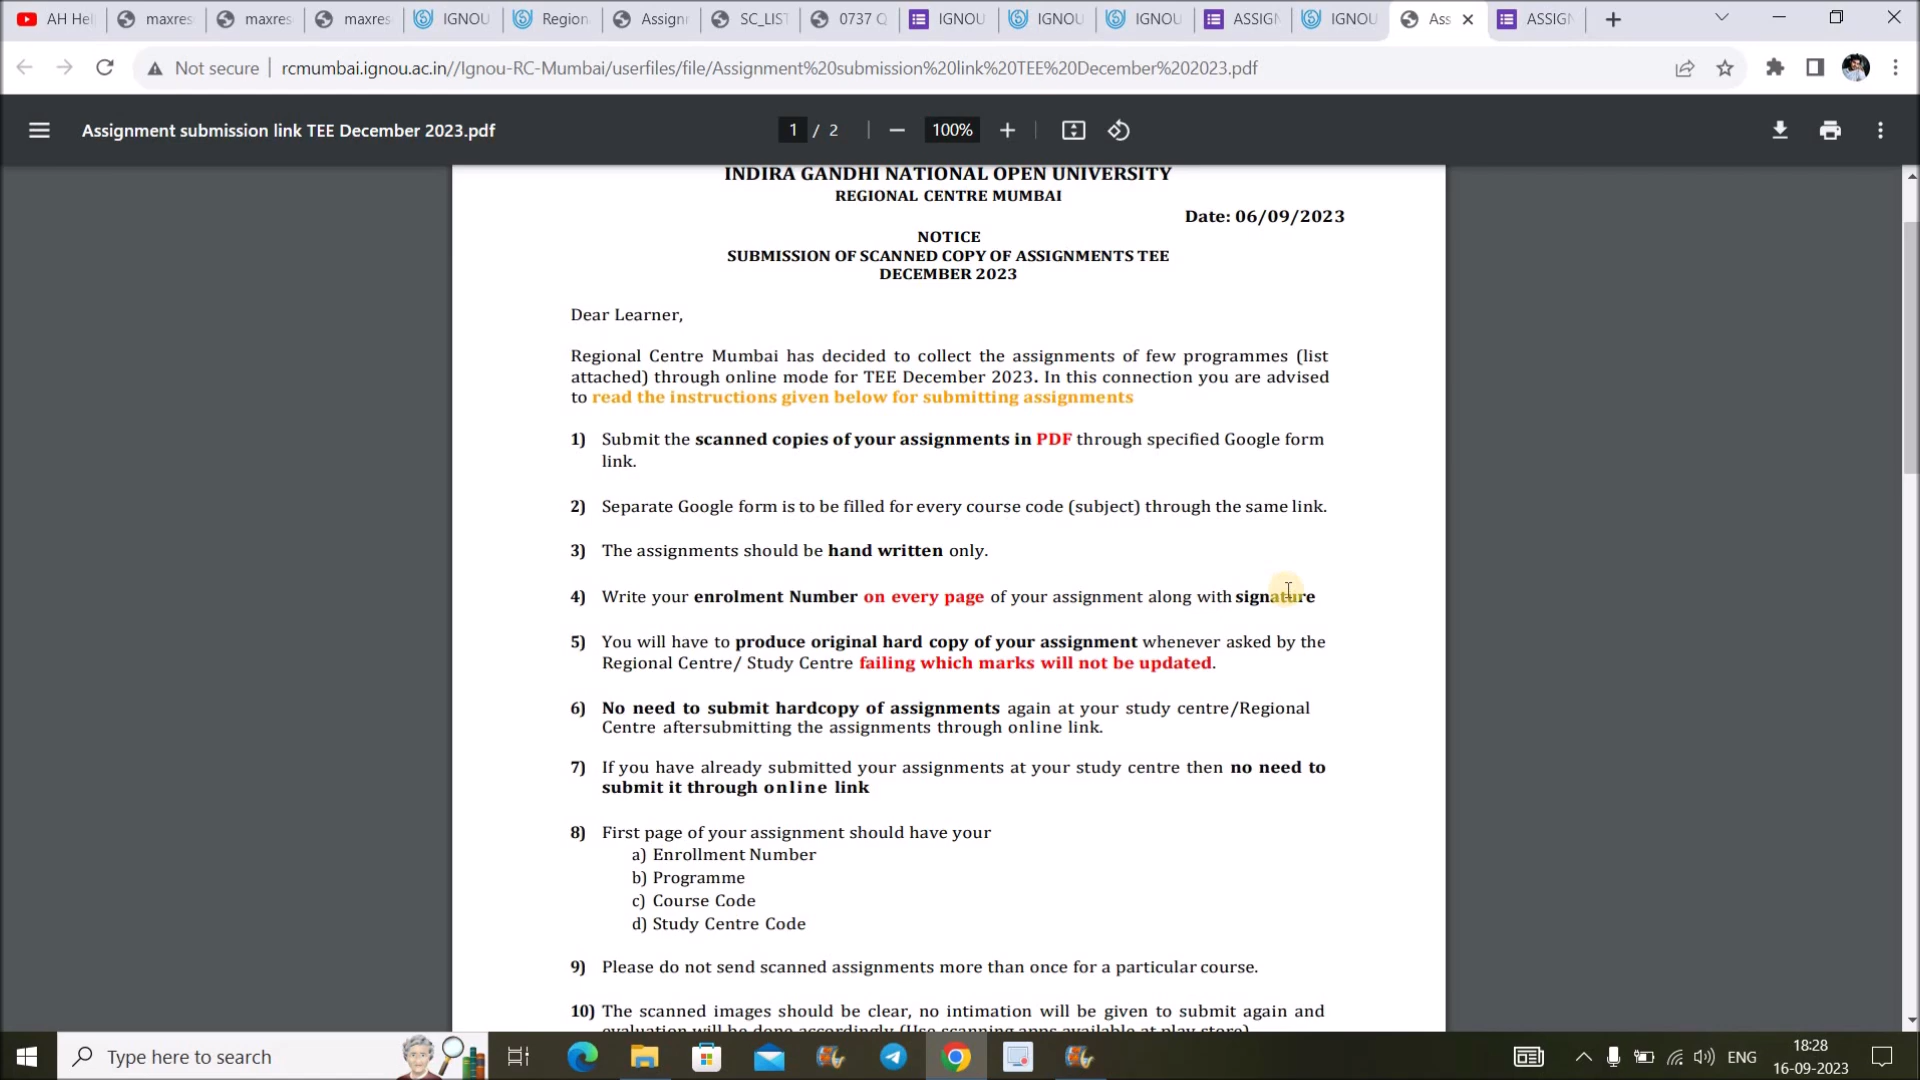 AH Hel
maxres
maxres
maxres
IGNOU
Region
Assignm
SC_LIST
0737 Q
IGNOU
IGNOU
IGNOU
ASSIGN
IGNOU
Ass
ASSIGN
Not secure
rcmumbai.ignou.ac.in//Ignou-RC-Mumbai/userfiles/file/Assignment%20submission%20link%20TEE%20December%202023.pdf
Assignment submission link TEE December 2023.pdf
1 / 2
100%
INDIRA GANDHI NATIONAL OPEN UNIVERSITY
REGIONAL CENTRE MUMBAI
Date: 06/09/2023
NOTICE
SUBMISSION OF SCANNED COPY OF ASSIGNMENTS TEE
DECEMBER 2023
Dear Learner,
Regional Centre Mumbai has decided to collect the assignments of few programmes (list
attached) through online mode for TEE December 2023. In this connection you are advised
to read the instructions given below for submitting assignments
1) Submit the scanned copies of your assignments in PDF through specified Google form
link.
2) Separate Google form is to be filled for every course code (subject) through the same link.
3) The assignments should be hand written only.
4) Write your enrolment Number on every page of your assignment along with signature
5) You will have to produce original hard copy of your assignment whenever asked by the
Regional Centre/ Study Centre failing which marks will not be updated.
6) No need to submit hardcopy of assignments again at your study centre/Regional
Centre aftersubmitting the assignments through online link.
7) If you have already submitted your assignments at your study centre then no need to
submit it through online link
8) First page of your assignment should have your
a) Enrollment Number
b) Programme
c) Course Code
d) Study Centre Code
9) Please do not send scanned assignments more than once for a particular course.
10) The scanned images should be clear, no intimation will be given to submit again and
evaluation will be done accordingly (Use scanning apps available at play store)
Type here to search
ENG
18:28
16-09-2023